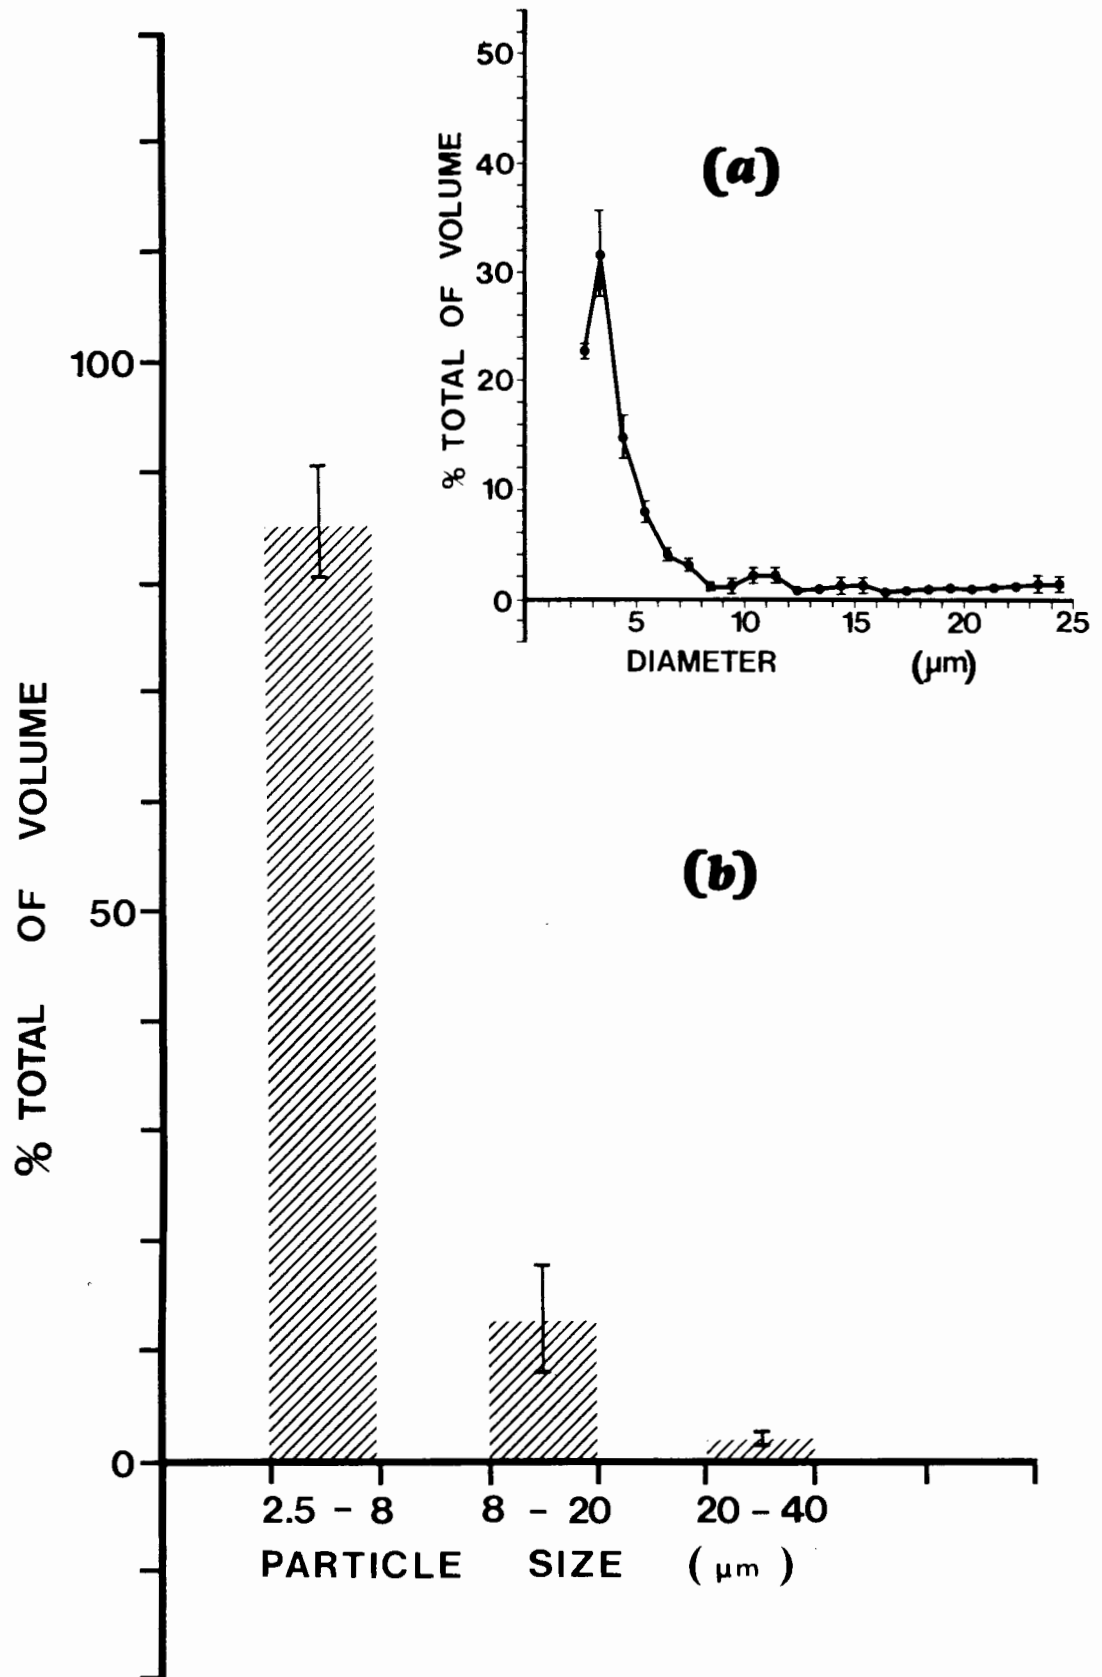 50
40
30
20
10
0
% TOTAL OF VOLUME
(a)
5 10 15 20 25
DIAMETER (µm)
100
50
0
% TOTAL OF VOLUME
(b)
2.5 – 8 8 – 20 20 – 40
PARTICLE SIZE (µm)